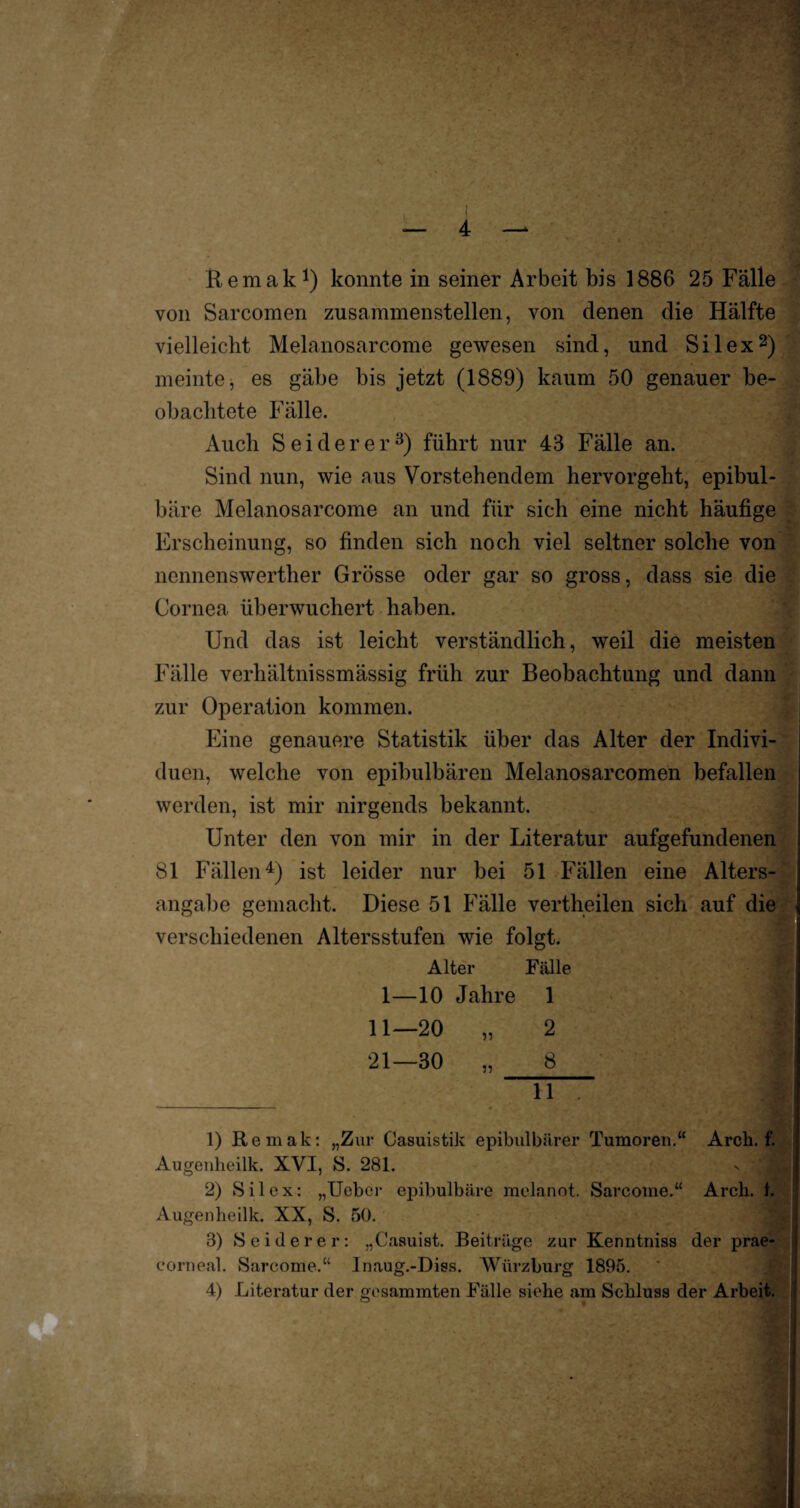 — 4 —
Remak¹) konnte in seiner Arbeit bis 1886 25 Fälle
von Sarcomen zusammenstellen, von denen die Hälfte
vielleicht Melanosarcome gewesen sind, und Silex²)
meinte, es gäbe bis jetzt (1889) kaum 50 genauer be-
obachtete Fälle.
Auch Seiderer³) führt nur 43 Fälle an.
Sind nun, wie aus Vorstehendem hervorgeht, epibul-
bäre Melanosarcome an und für sich eine nicht häufige
Erscheinung, so finden sich noch viel seltner solche von
nennenswerther Grösse oder gar so gross, dass sie die
Cornea überwuchert haben.
Und das ist leicht verständlich, weil die meisten
Fälle verhältnissmässig früh zur Beobachtung und dann
zur Operation kommen.
Eine genauere Statistik über das Alter der Indivi-
duen, welche von epibulbären Melanosarcomen befallen
werden, ist mir nirgends bekannt.
Unter den von mir in der Literatur aufgefundenen
81 Fällen⁴) ist leider nur bei 51 Fällen eine Alters-
angabe gemacht. Diese 51 Fälle vertheilen sich auf die
verschiedenen Altersstufen wie folgt.
Alter Fälle
1—10 Jahre 1
11—20 „ 2
21—30 „ 8
11
1) Remak: „Zur Casuistik epibulbärer Tumoren.“ Arch. f.
Augenheilk. XVI, S. 281.
2) Silex: „Ueber epibulbäre melanot. Sarcome.“ Arch. f.
Augenheilk. XX, S. 50.
3) Seiderer: „Casuist. Beiträge zur Kenntniss der prae-
corneal. Sarcome.“ Inaug.-Diss. Würzburg 1895.
4) Literatur der gesammten Fälle siehe am Schluss der Arbeit.